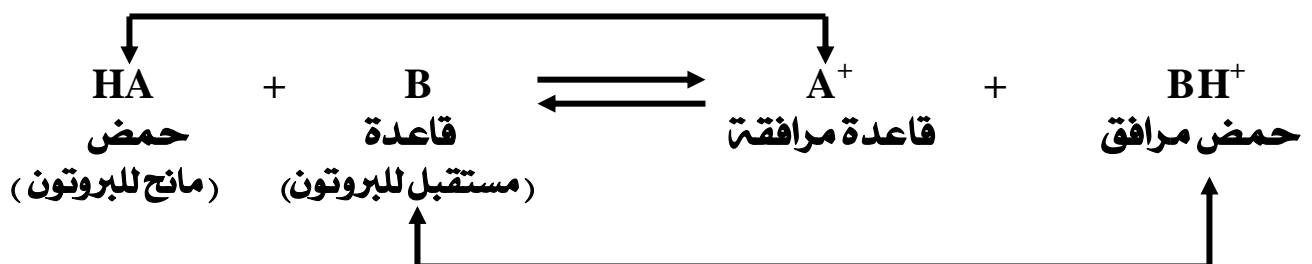 HA + B ⇌ A⁺ + BH⁺
حمض قاعدة قاعدة مرافقة حمض مرافق
(مانح للبروتون) (مستقبل للبروتون)